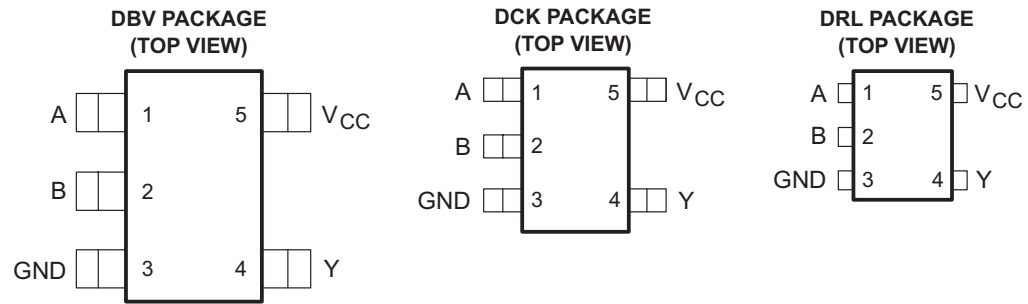 DBV PACKAGE
(TOP VIEW)
A 1 5 VCC
B 2
GND 3 4 Y
DCK PACKAGE
(TOP VIEW)
A 1 5 VCC
B 2
GND 3 4 Y
DRL PACKAGE
(TOP VIEW)
A 1 5 VCC
B 2
GND 3 4 Y